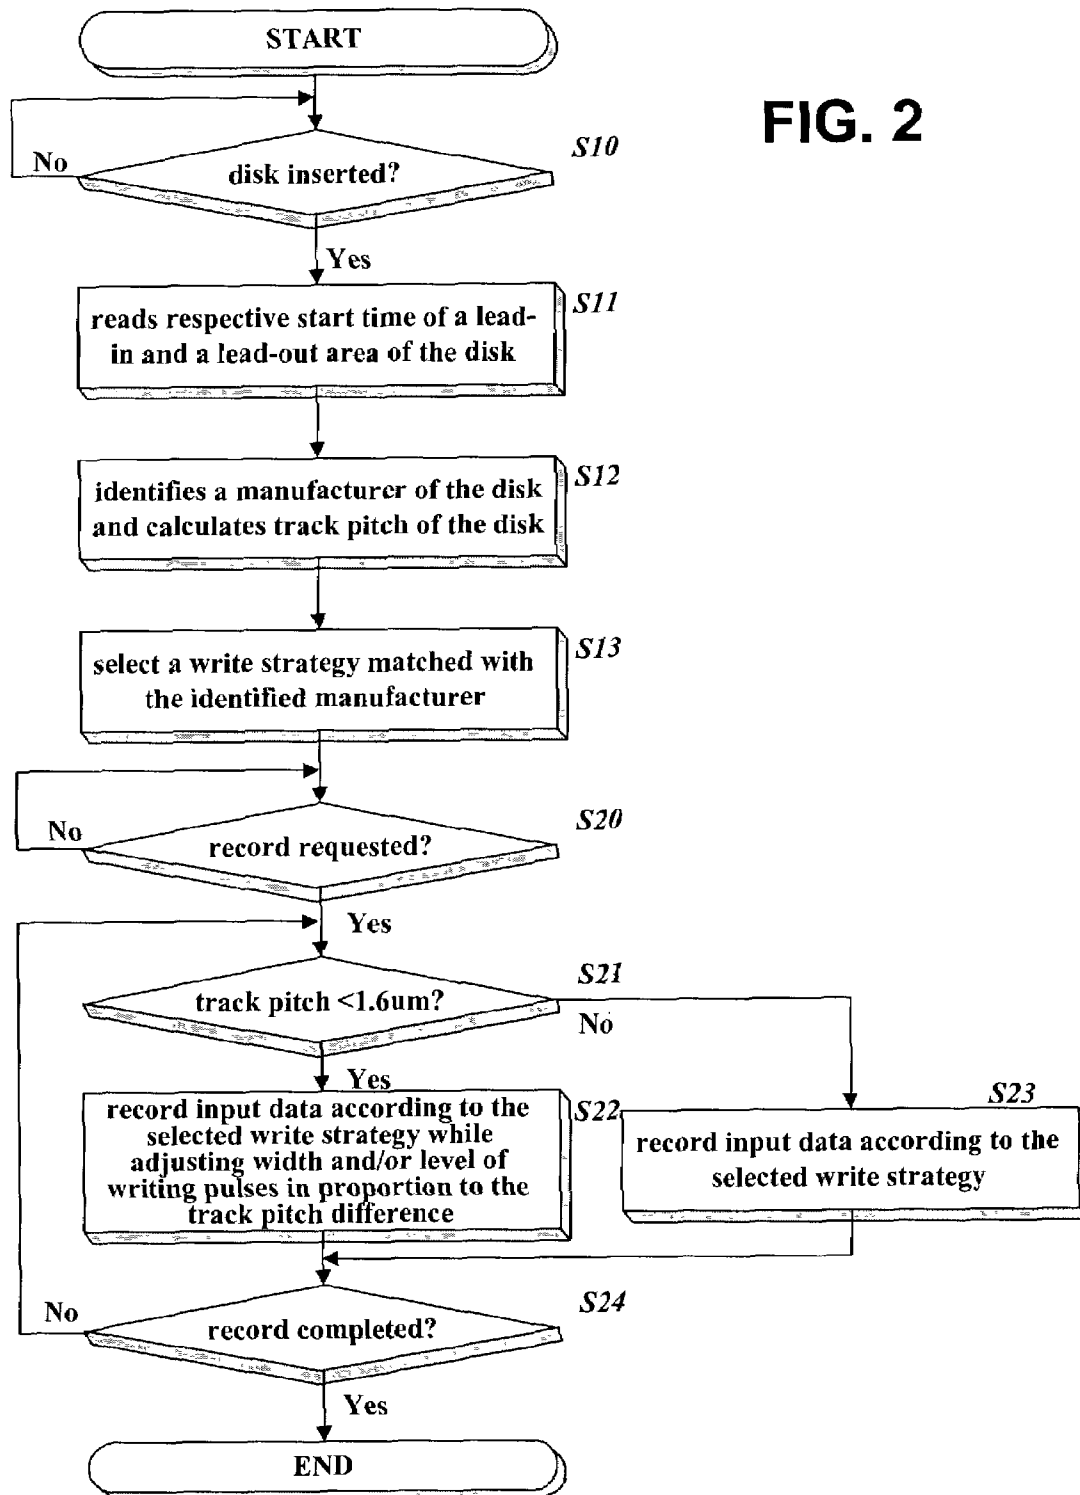 START
FIG. 2
S10
No
disk inserted?
Yes
S11
reads respective start time of a lead-
in and a lead-out area of the disk
S12
identifies a manufacturer of the disk
and calculates track pitch of the disk
S13
select a write strategy matched with
the identified manufacturer
S20
No
record requested?
Yes
S21
track pitch <1.6um?
No
Yes
S22
record input data according to the
selected write strategy while
adjusting width and/or level of
writing pulses in proportion to the
track pitch difference
S23
record input data according to the
selected write strategy
S24
No
record completed?
Yes
END